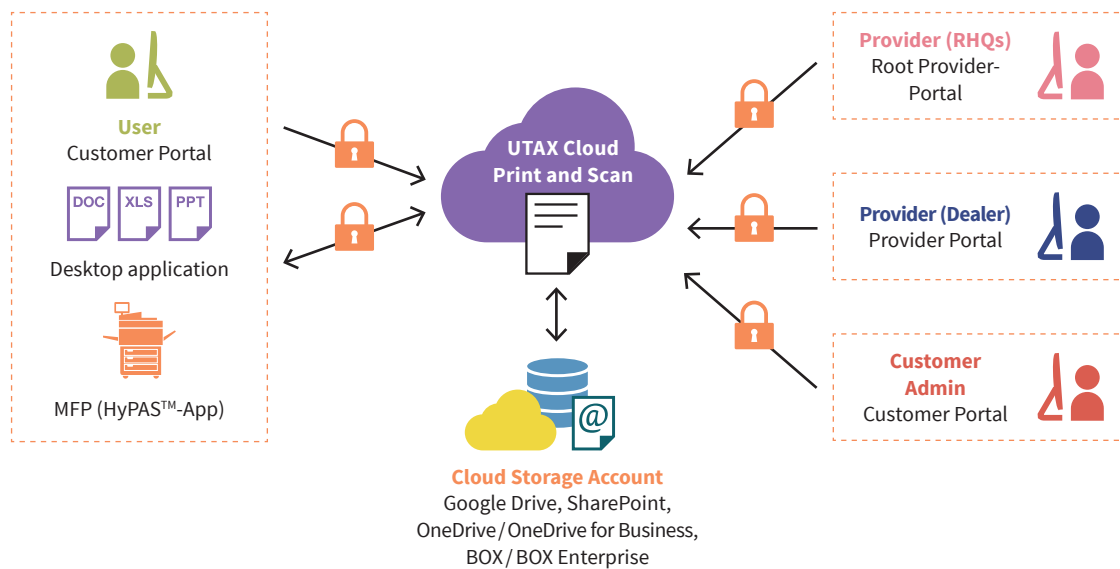 User
Customer Portal
DOC
XLS
PPT
Desktop application
MFP (HyPAS™-App)
UTAX Cloud
Print and Scan
@
Cloud Storage Account
Google Drive, SharePoint,
OneDrive / OneDrive for Business,
BOX / BOX Enterprise
Provider (RHQs)
Root Provider-
Portal
Provider (Dealer)
Provider Portal
Customer
Admin
Customer Portal